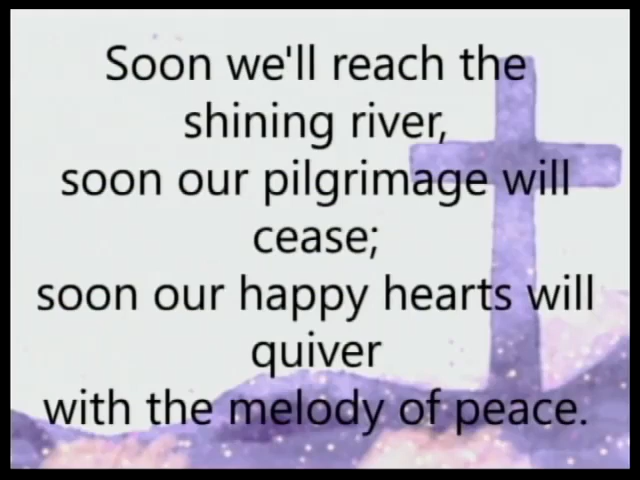 Soon we'll reach the
shining river,
soon our pilgrimage will
cease;
soon our happy hearts will
quiver
with the melody of peace.